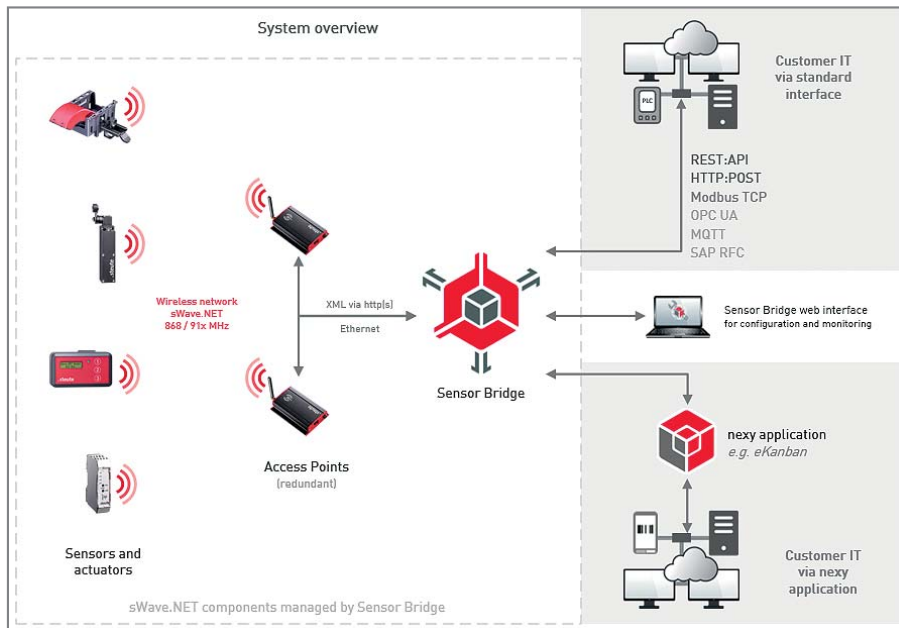 System overview
Customer IT
via standard
interface
PLC
REST:API
HTTP:POST
Modbus TCP
OPC UA
MQTT
SAP RFC
Wireless network
sWave.NET
868 / 91x MHz
XML via http(s)
Ethernet
Sensor Bridge
Sensor Bridge web interface
for configuration and monitoring
Access Points
(redundant)
nexy application
e.g. eKanban
Sensors and
actuators
Customer IT
via nexy
application
sWave.NET components managed by Sensor Bridge